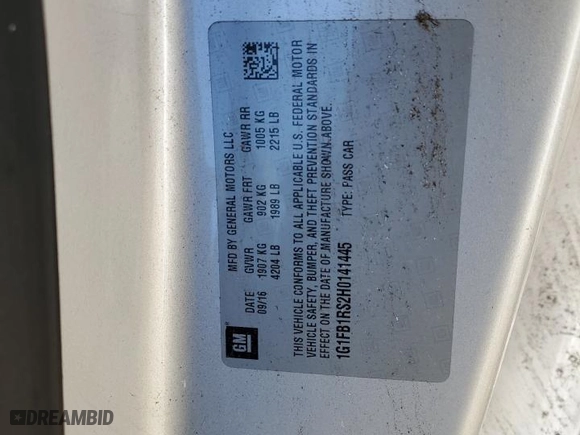 GM
MFD BY GENERAL MOTORS LLC
DATE GVWR GAWR FRT GAWR RR
09/16 1907 KG 902 KG 1005 KG
4204 LB 1989 LB 2215 LB
THIS VEHICLE CONFORMS TO ALL APPLICABLE U.S. FEDERAL MOTOR
VEHICLE SAFETY, BUMPER, AND THEFT PREVENTION STANDARDS IN
EFFECT ON THE DATE OF MANUFACTURE SHOWN ABOVE.
1G1FB1RS2H0141445 TYPE: PASS CAR
DREAMBID